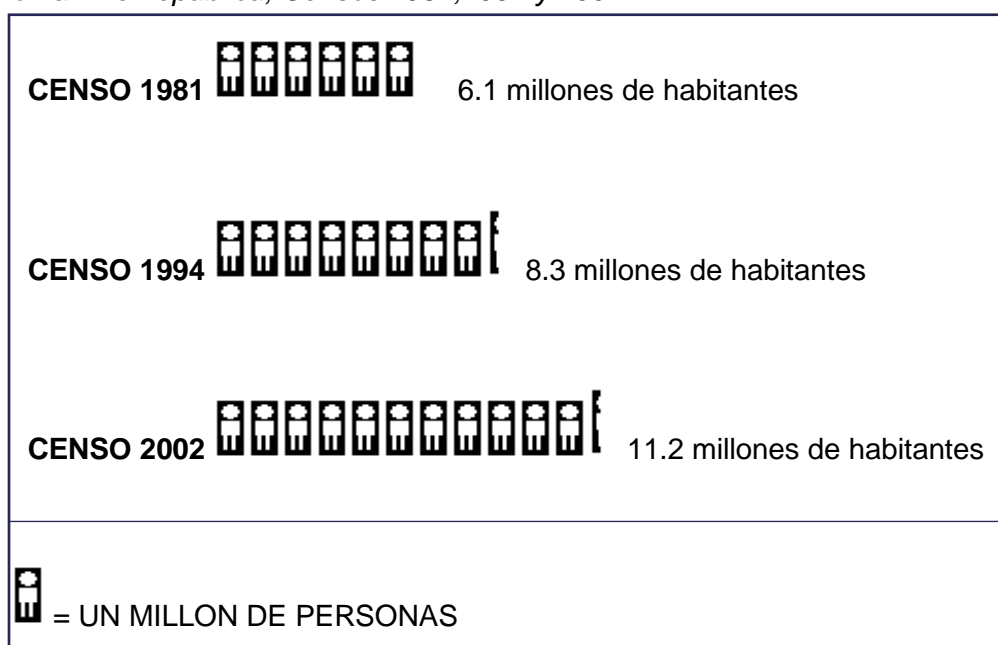 CENSO 1981 6.1 millones de habitantes
CENSO 1994 8.3 millones de habitantes
CENSO 2002 11.2 millones de habitantes
= UN MILLON DE PERSONAS